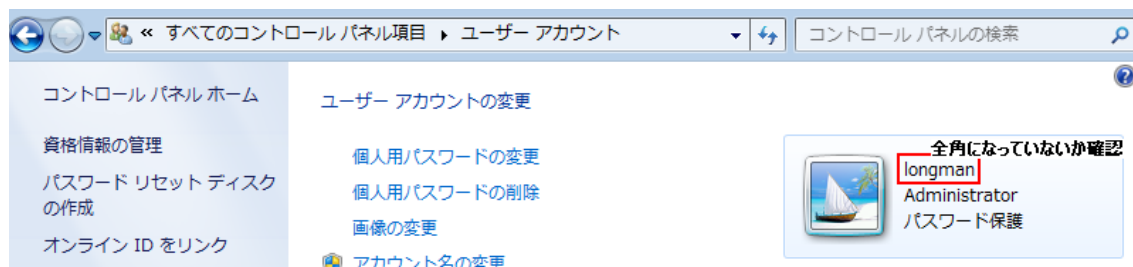 « すべてのコントロール パネル項目 ▸ ユーザー アカウント
コントロール パネルの検索
コントロール パネル ホーム
資格情報の管理
パスワード リセット ディスク
の作成
オンライン ID をリンク
ユーザー アカウントの変更
個人用パスワードの変更
個人用パスワードの削除
画像の変更
アカウント名の変更
全角になっていないか確認
longman
Administrator
パスワード保護